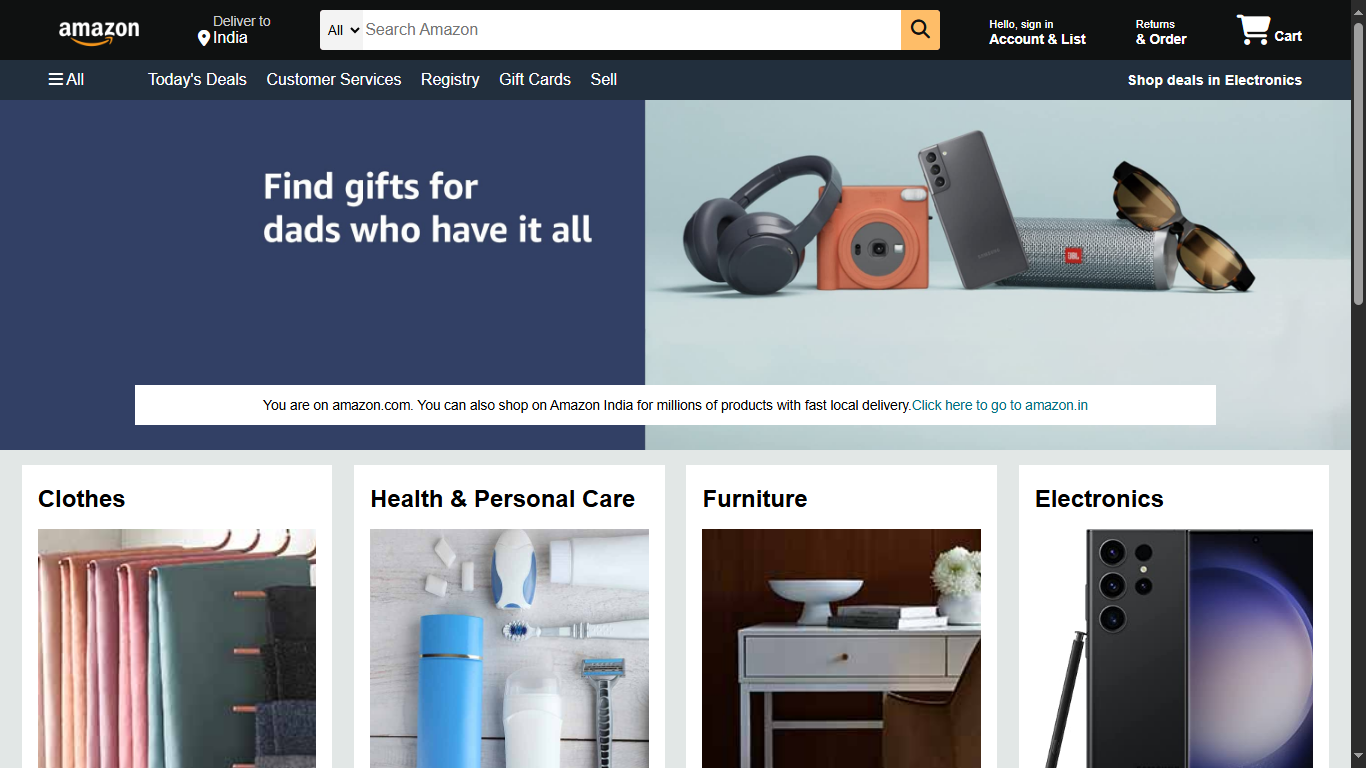 amazon
Deliver to
India
All
Search Amazon
Hello, sign in
Account & List
Returns
& Order
Cart
All
Today's Deals
Customer Services
Registry
Gift Cards
Sell
Shop deals in Electronics
Find gifts for
dads who have it all
JBL
SAMSUNG
You are on amazon.com. You can also shop on Amazon India for millions of products with fast local delivery.Click here to go to amazon.in
Clothes
Health & Personal Care
Furniture
Electronics